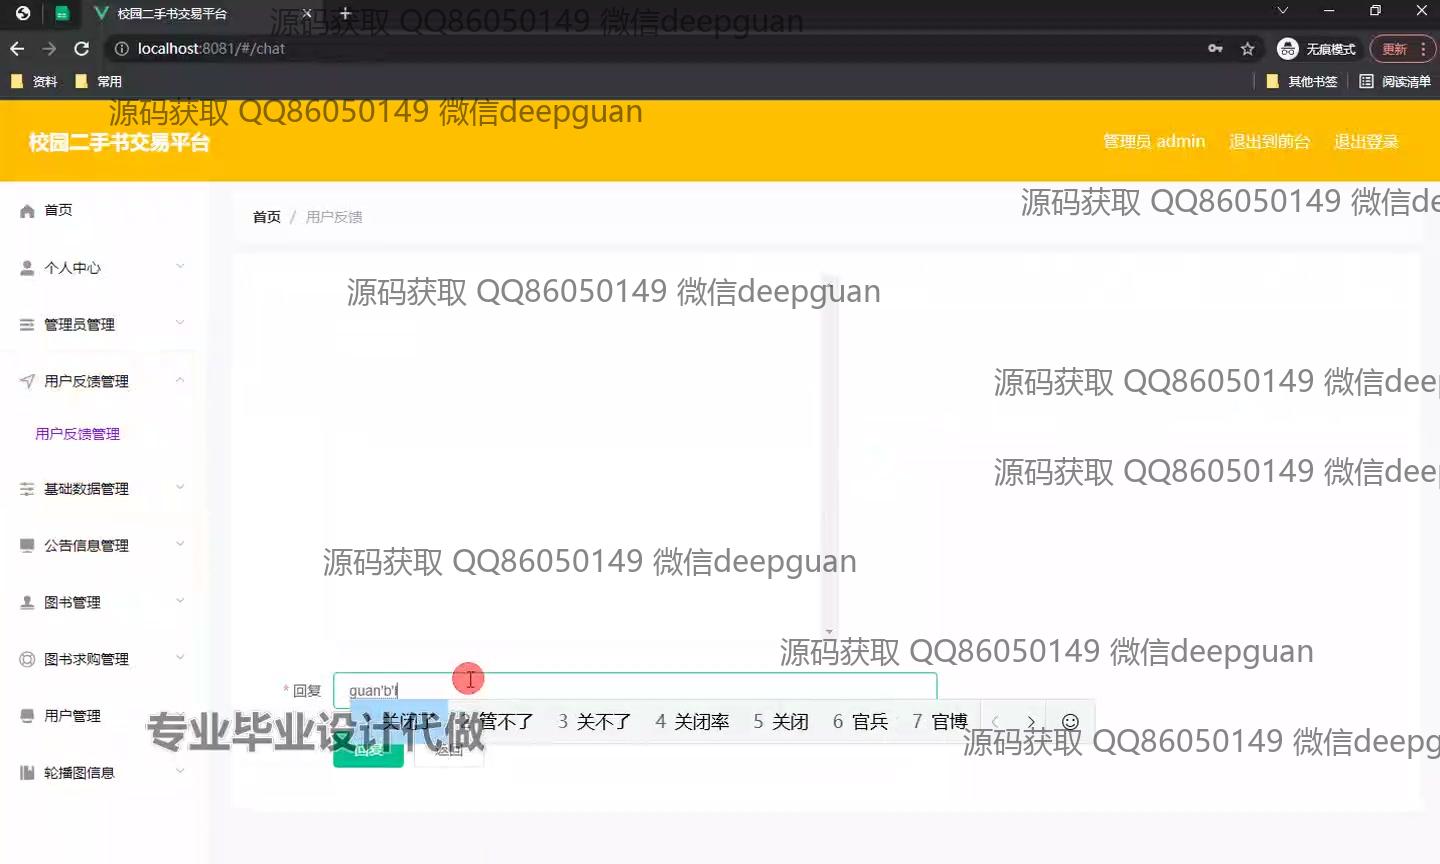 校园二手书交易平台
源码获取 QQ86050149 微信deepguan
localhost:8081/#/chat
无痕模式
更新
资料
常用
其他书签
阅读清单
源码获取 QQ86050149 微信deepguan
校园二手书交易平台
管理员 admin
退出到前台
退出登录
源码获取 QQ86050149 微信de
首页
首页 / 用户反馈
个人中心
源码获取 QQ86050149 微信deepguan
管理员管理
用户反馈管理
源码获取 QQ86050149 微信deep
用户反馈管理
源码获取 QQ86050149 微信deep
基础数据管理
公告信息管理
源码获取 QQ86050149 微信deepguan
图书管理
源码获取 QQ86050149 微信deepguan
图书求购管理
* 回复
guan'b'l
用户管理
关闭了
管不了
3 关不了
4 关闭率
5 关闭
6 官兵
7 官博
专业毕业设计代做
源码获取 QQ86050149 微信deepg
回复
返回
轮播图信息